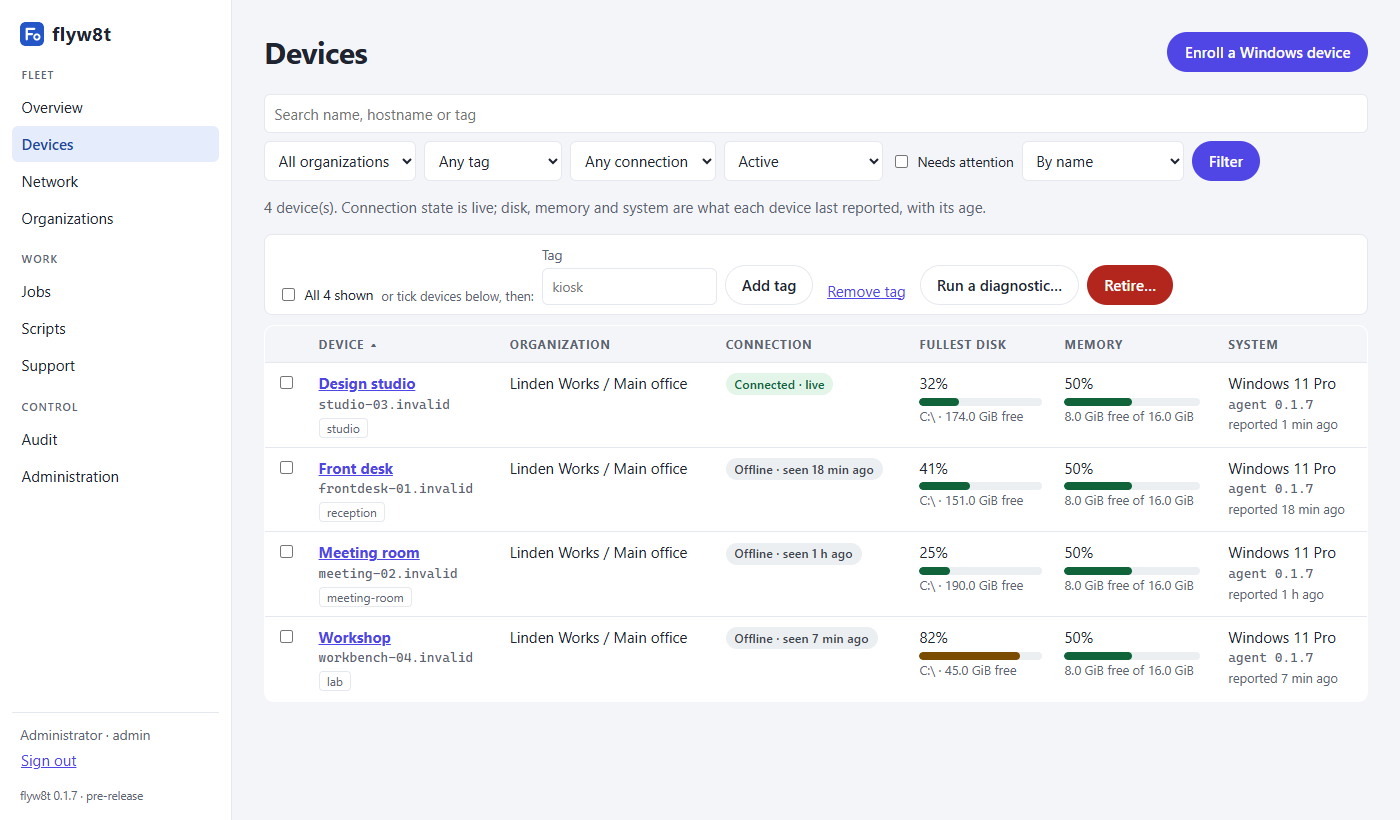 Fo flyw8t
FLEET
Overview
Devices
Network
Organizations
WORK
Jobs
Scripts
Support
CONTROL
Audit
Administration
Administrator · admin
Sign out
flyw8t 0.1.7 · pre-release
Devices
Enroll a Windows device
Search name, hostname or tag
All organizations Any tag Any connection Active Needs attention By name Filter
4 device(s). Connection state is live; disk, memory and system are what each device last reported, with its age.
Tag
All 4 shown or tick devices below, then: kiosk Add tag Remove tag Run a diagnostic... Retire...
DEVICE ORGANIZATION CONNECTION FULLEST DISK MEMORY SYSTEM
Design studio Linden Works / Main office Connected · live 32% 50% Windows 11 Pro
studio-03.invalid C:\ · 174.0 GiB free 8.0 GiB free of 16.0 GiB agent 0.1.7
studio reported 1 min ago
Front desk Linden Works / Main office Offline · seen 18 min ago 41% 50% Windows 11 Pro
frontdesk-01.invalid C:\ · 151.0 GiB free 8.0 GiB free of 16.0 GiB agent 0.1.7
reception reported 18 min ago
Meeting room Linden Works / Main office Offline · seen 1 h ago 25% 50% Windows 11 Pro
meeting-02.invalid C:\ · 190.0 GiB free 8.0 GiB free of 16.0 GiB agent 0.1.7
meeting-room reported 1 h ago
Workshop Linden Works / Main office Offline · seen 7 min ago 82% 50% Windows 11 Pro
workbench-04.invalid C:\ · 45.0 GiB free 8.0 GiB free of 16.0 GiB agent 0.1.7
lab reported 7 min ago